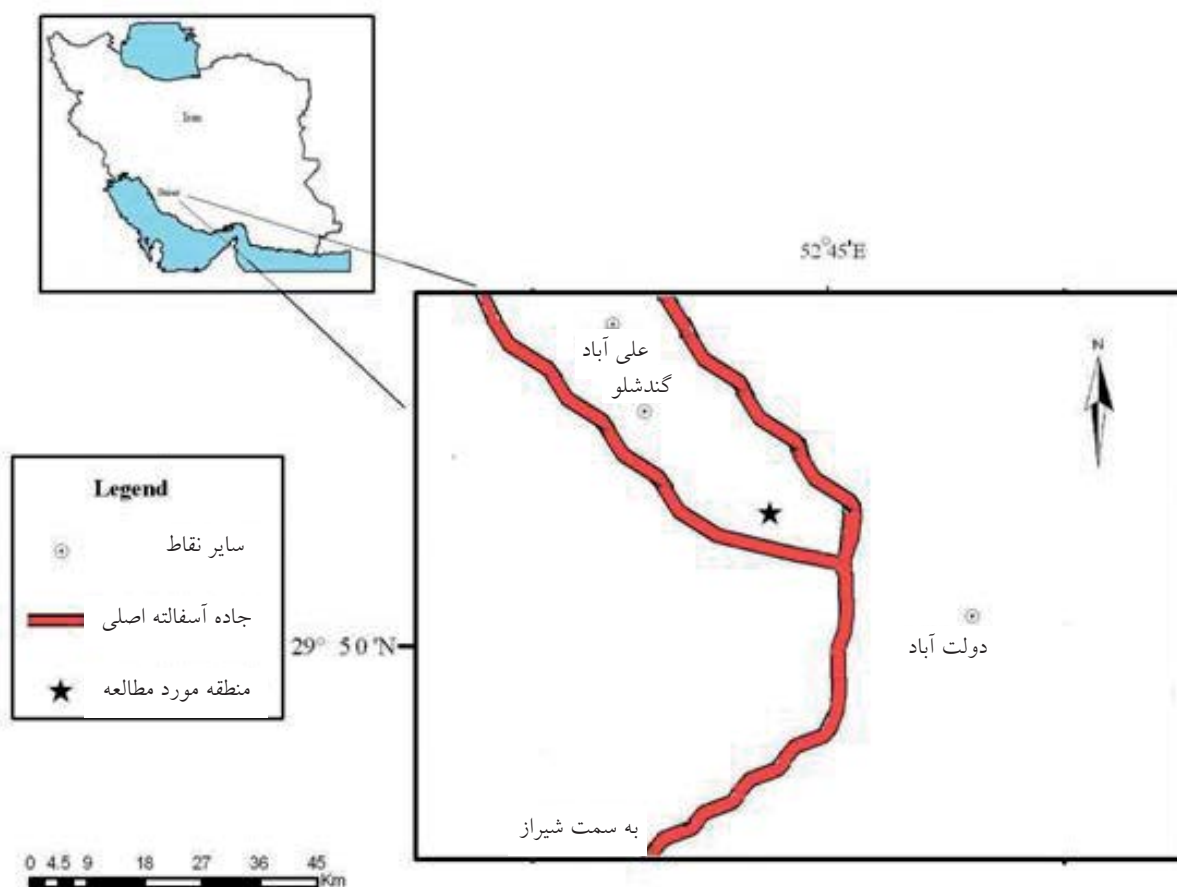 Iran
52°45'E
N
علی آباد
گندشلو
دولت آباد
29° 50'N
به سمت شیراز
Legend
سایر نقاط
جاده آسفالته اصلی
منطقه مورد مطالعه
0 4.5 9 18 27 36 45
Km